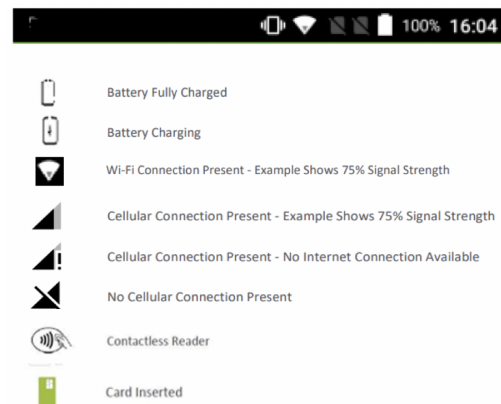 100% 16:04
Battery Fully Charged
Battery Charging
Wi-Fi Connection Present - Example Shows 75% Signal Strength
Cellular Connection Present - Example Shows 75% Signal Strength
Cellular Connection Present - No Internet Connection Available
No Cellular Connection Present
Contactless Reader
Card Inserted